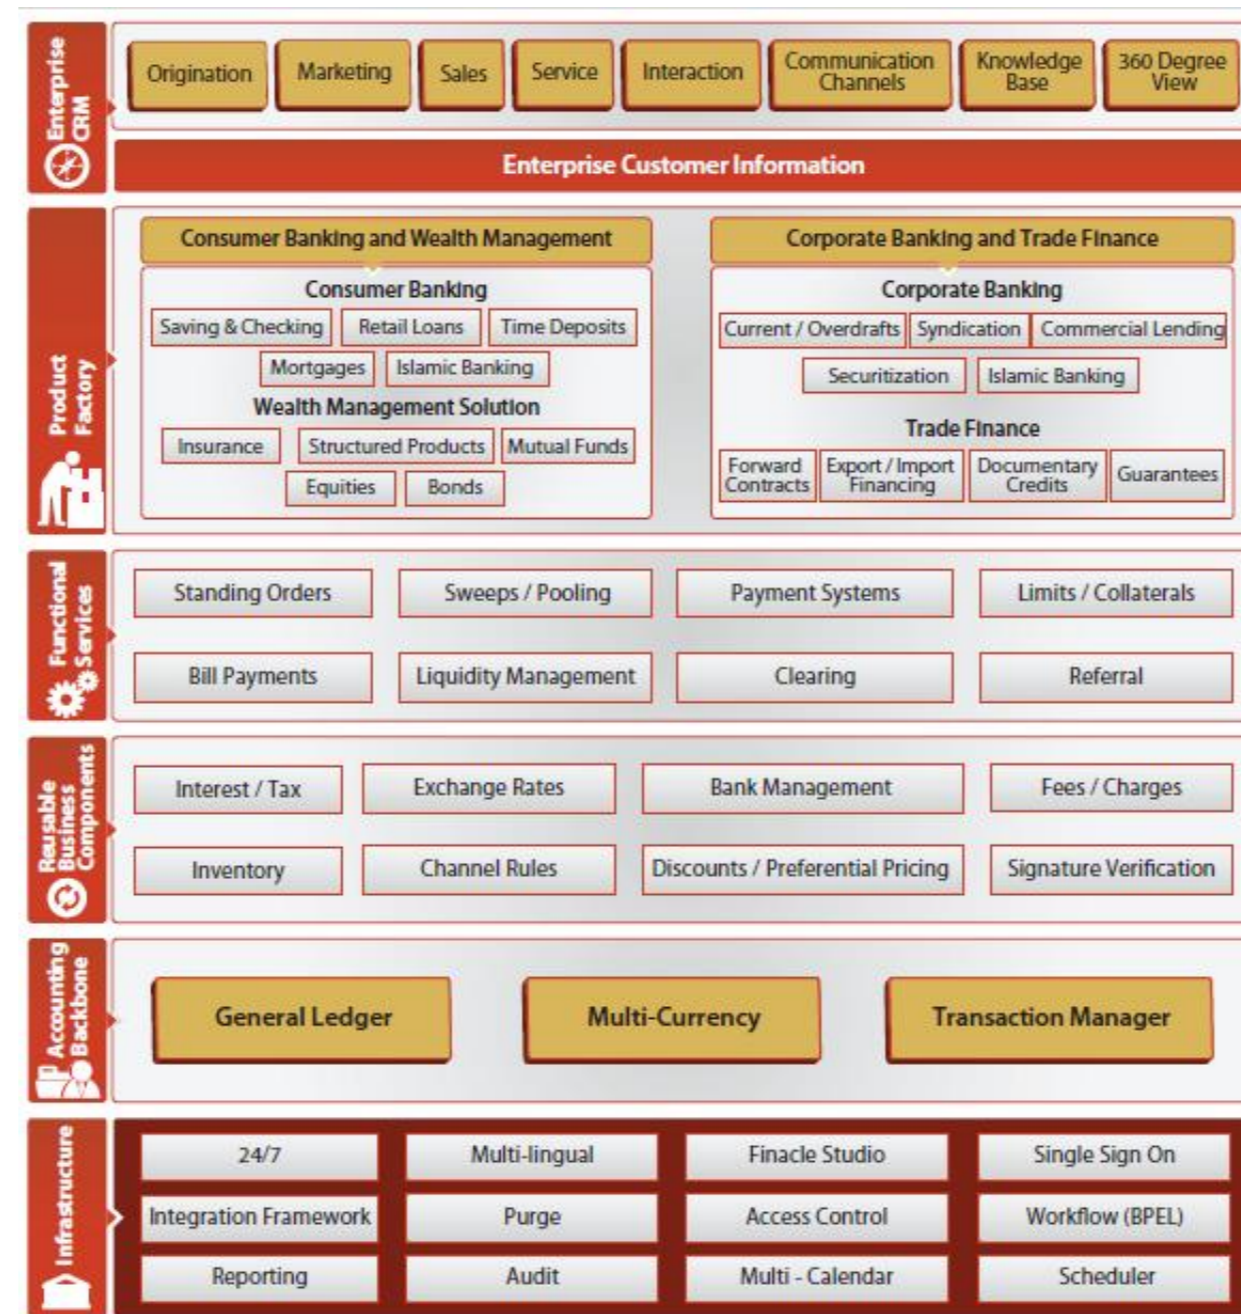 Enterprise
CRM
Origination
Marketing
Sales
Service
Interaction
Communication
Channels
Knowledge
Base
360 Degree
View
Enterprise Customer Information
Product
Factory
Consumer Banking and Wealth Management
Consumer Banking
Saving & Checking
Retail Loans
Time Deposits
Mortgages
Islamic Banking
Wealth Management Solution
Insurance
Structured Products
Mutual Funds
Equities
Bonds
Corporate Banking and Trade Finance
Corporate Banking
Current / Overdrafts
Syndication
Commercial Lending
Securitization
Islamic Banking
Trade Finance
Forward
Contracts
Export / Import
Financing
Documentary
Credits
Guarantees
Functional
Services
Standing Orders
Sweeps / Pooling
Payment Systems
Limits / Collaterals
Bill Payments
Liquidity Management
Clearing
Referral
Reusable
Business
Components
Interest / Tax
Exchange Rates
Bank Management
Fees / Charges
Inventory
Channel Rules
Discounts / Preferential Pricing
Signature Verification
Accounting
Backbone
General Ledger
Multi-Currency
Transaction Manager
Infrastructure
24/7
Multi-lingual
Finacle Studio
Single Sign On
Integration Framework
Purge
Access Control
Workflow (BPEL)
Reporting
Audit
Multi - Calendar
Scheduler